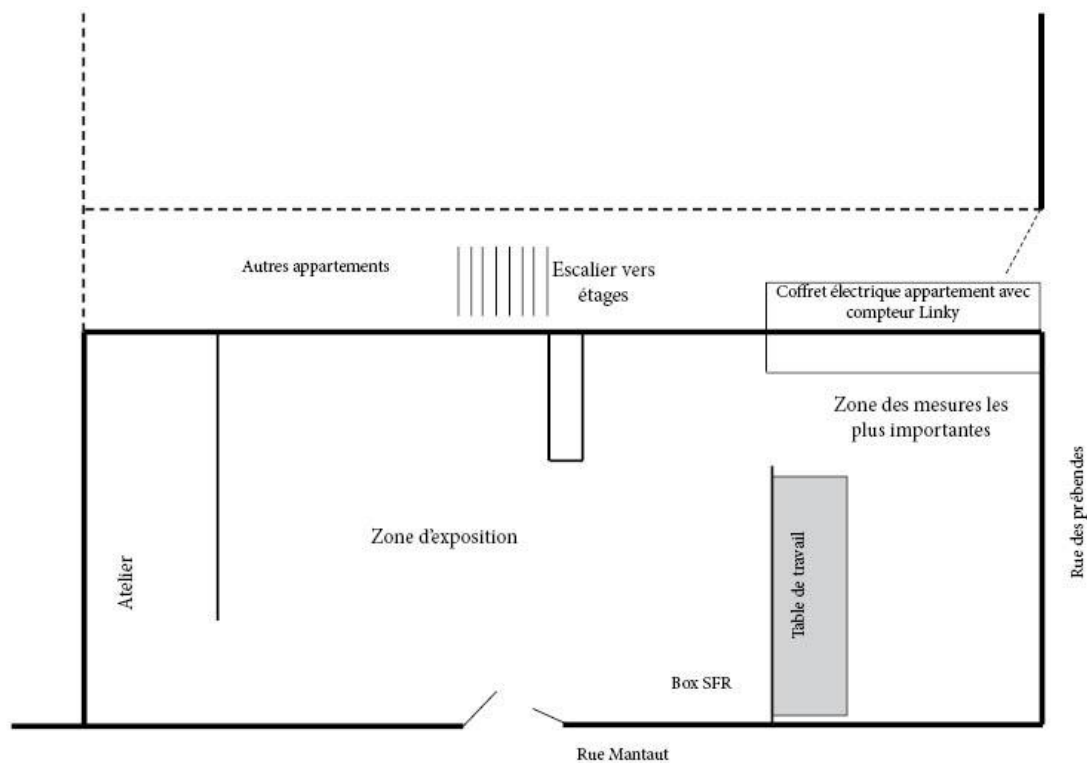 Autres appartements
Escalier vers
étages
Coffret électrique appartement avec
compteur Linky
Zone des mesures les
plus importantes
Rue des prébendes
Zone d'exposition
Atelier
Table de travail
Box SFR
Rue Mantaut